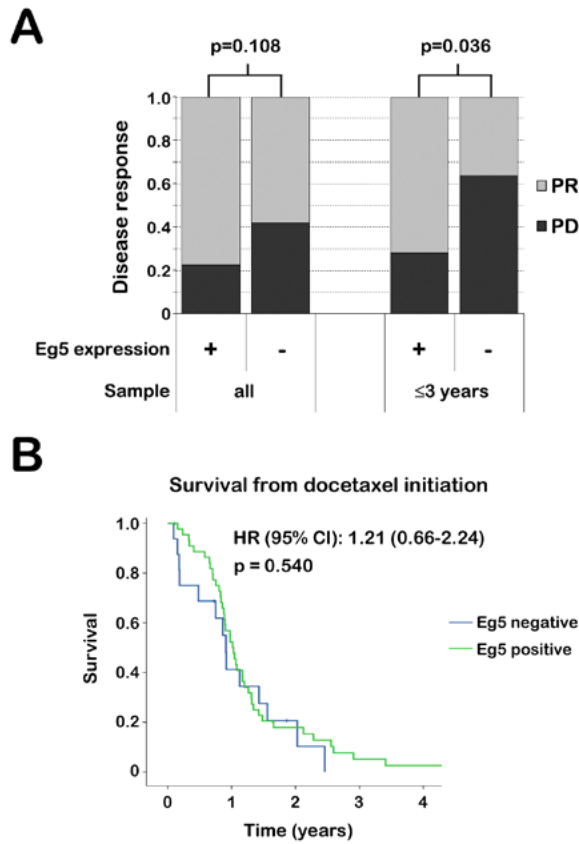 A
p=0.108
p=0.036
Disease response
1.0
0.8
0.6
0.4
0.2
0
PR
PD
Eg5 expression + - + -
Sample all ≤3 years
B
Survival from docetaxel initiation
HR (95% CI): 1.21 (0.66-2.24)
p = 0.540
Survival
1.0
0.8
0.6
0.4
0.2
0
Eg5 negative
Eg5 positive
0 1 2 3 4
Time (years)